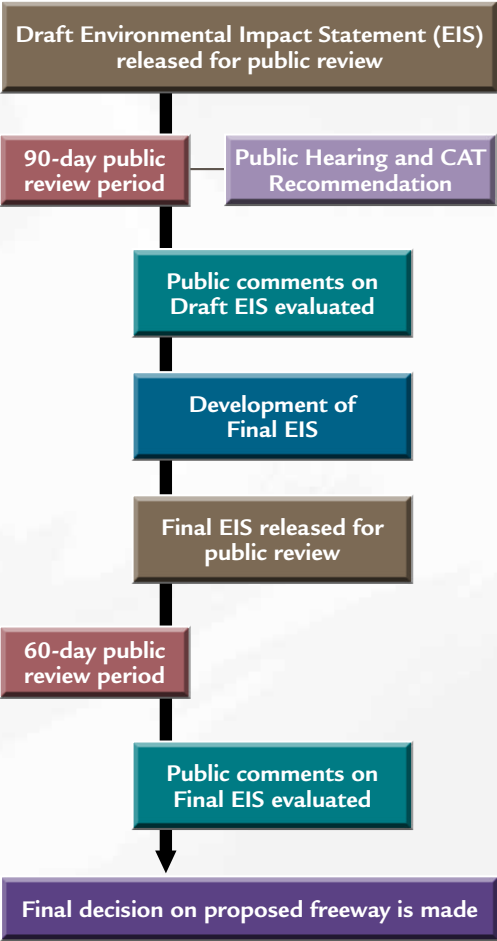 Draft Environmental Impact Statement (EIS)
released for public review
90-day public
review period
Public Hearing and CAT
Recommendation
Public comments on
Draft EIS evaluated
Development of
Final EIS
Final EIS released for
public review
60-day public
review period
Public comments on
Final EIS evaluated
Final decision on proposed freeway is made